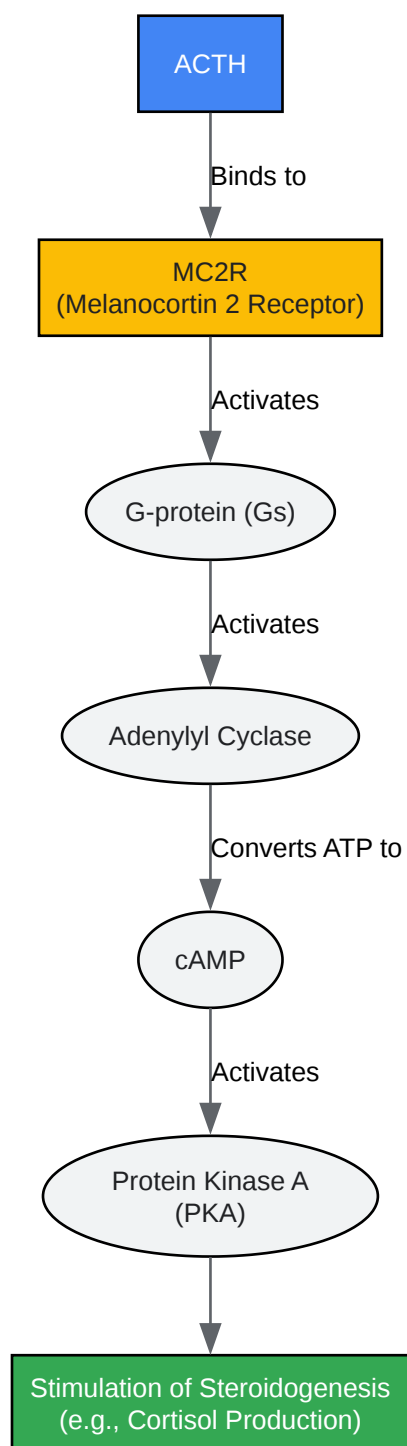 ACTH
Binds to
MC2R
(Melanocortin 2 Receptor)
Activates
G-protein (Gs)
Activates
Adenylyl Cyclase
Converts ATP to
cAMP
Activates
Protein Kinase A
(PKA)
Stimulation of Steroidogenesis
(e.g., Cortisol Production)